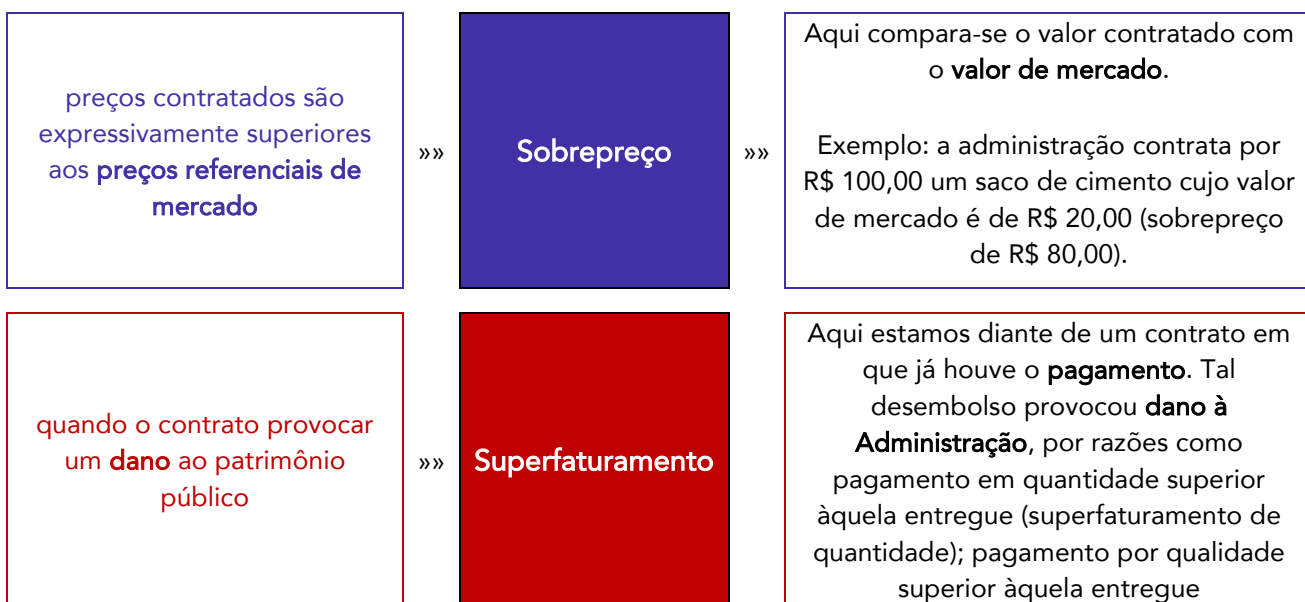 preços contratados são
expressivamente superiores
aos preços referenciais de
mercado
»»
Sobrepreço
»»
Aqui compara-se o valor contratado com
o valor de mercado.
Exemplo: a administração contrata por
R$ 100,00 um saco de cimento cujo valor
de mercado é de R$ 20,00 (sobrepreço
de R$ 80,00).
quando o contrato provocar
um dano ao patrimônio
público
»»
Superfaturamento
»»
Aqui estamos diante de um contrato em
que já houve o pagamento. Tal
desembolso provocou dano à
Administração, por razões como
pagamento em quantidade superior
àquela entregue (superfaturamento de
quantidade); pagamento por qualidade
superior àquela entregue